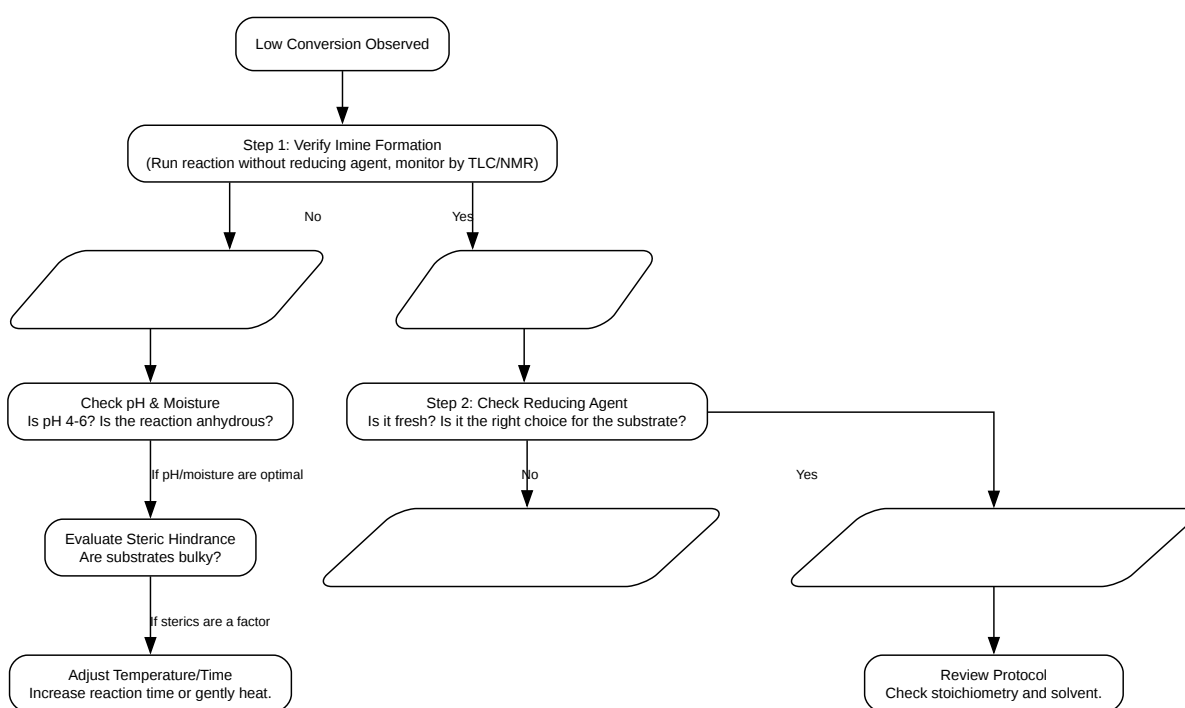 Low Conversion Observed
Step 1: Verify Imine Formation
(Run reaction without reducing agent, monitor by TLC/NMR)
No
Yes
Check pH & Moisture
Is pH 4-6? Is the reaction anhydrous?
Step 2: Check Reducing Agent
Is it fresh? Is it the right choice for the substrate?
If pH/moisture are optimal
No
Yes
Evaluate Steric Hindrance
Are substrates bulky?
If sterics are a factor
Adjust Temperature/Time
Increase reaction time or gently heat.
Review Protocol
Check stoichiometry and solvent.